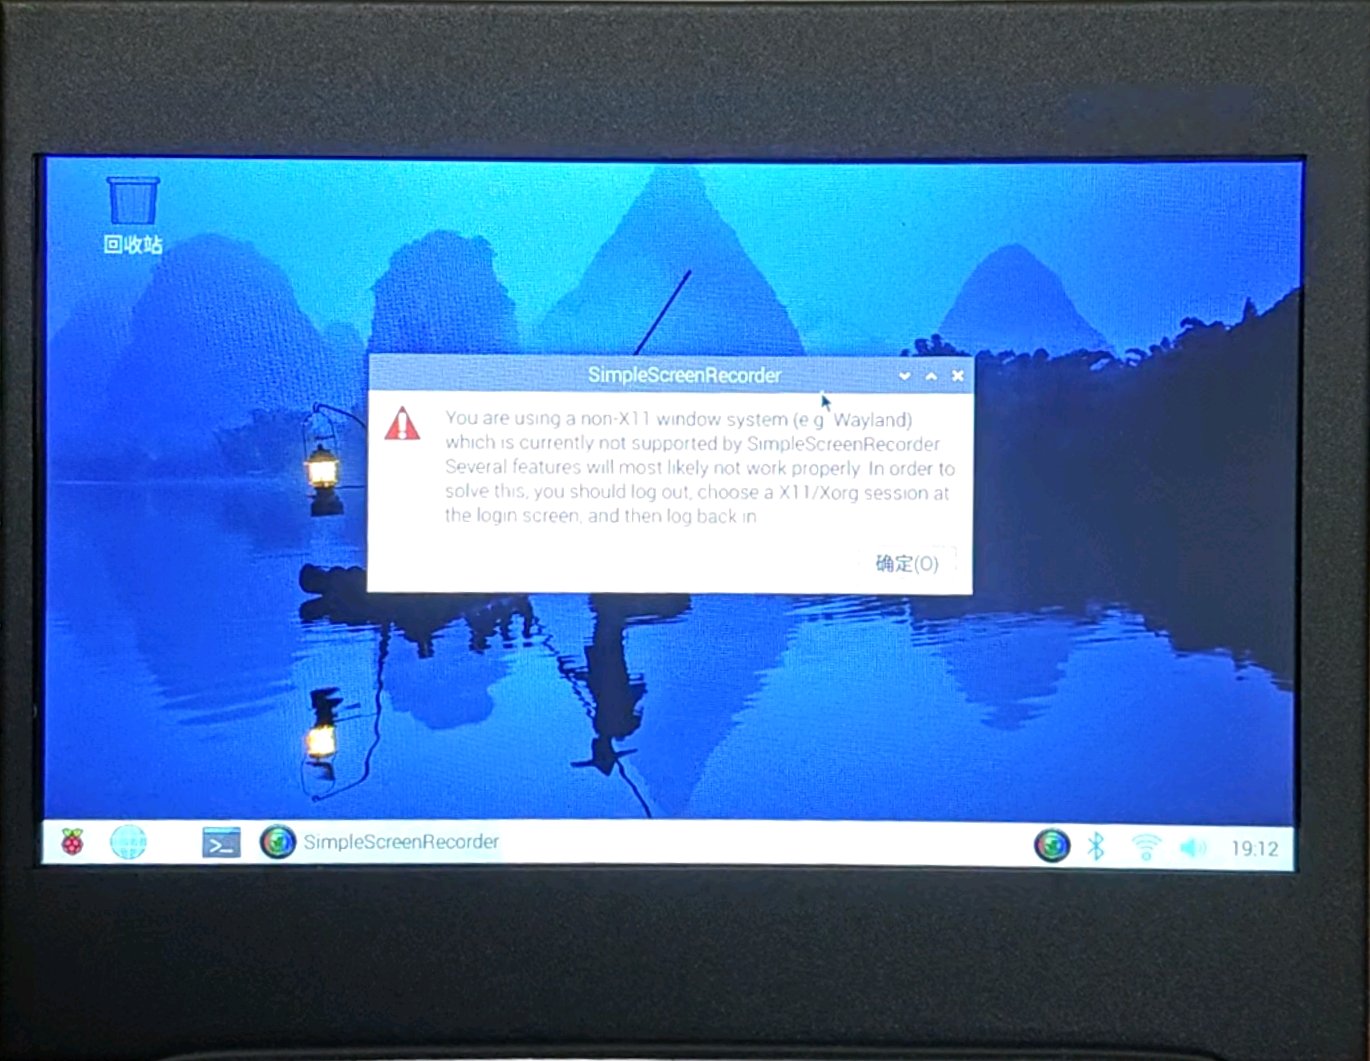 回收站
SimpleScreenRecorder
You are using a non-X11 window system (e.g. Wayland)
which is currently not supported by SimpleScreenRecorder.
Several features will most likely not work properly. In order to
solve this, you should log out, choose a X11/Xorg session at
the login screen, and then log back in.
确定(O)
SimpleScreenRecorder
19:12